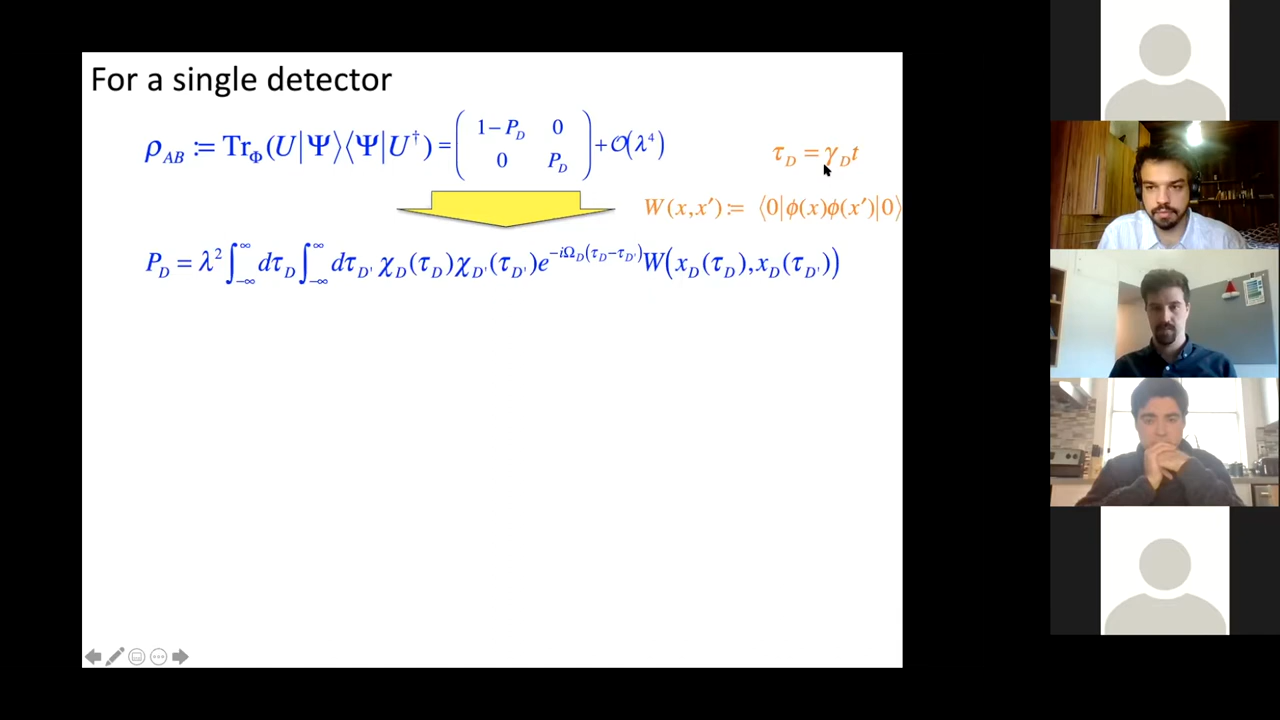 For a single detector
ρ_AB := Tr_Φ(U|Ψ⟩⟨Ψ|U†) = ( 1−P_D 0 ; 0 P_D ) + 𝒪(λ⁴)
τ_D = γ_D t
W(x,x′) := ⟨0|ϕ(x)ϕ(x′)|0⟩
P_D = λ² ∫_{−∞}^{∞} dτ_D ∫_{−∞}^{∞} dτ_D' χ_D(τ_D) χ_D'(τ_D') e^{−iΩ_D(τ_D−τ_D')} W(x_D(τ_D), x_D(τ_D'))